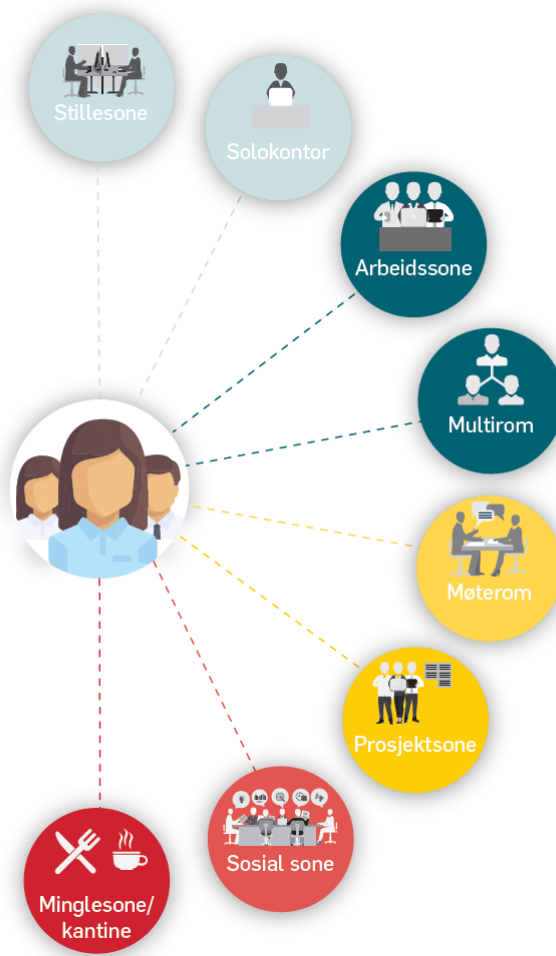 Stillesone
Solokontor
Arbeidssone
Multirom
Møterom
Prosjektsone
Sosial sone
Minglesone/
kantine